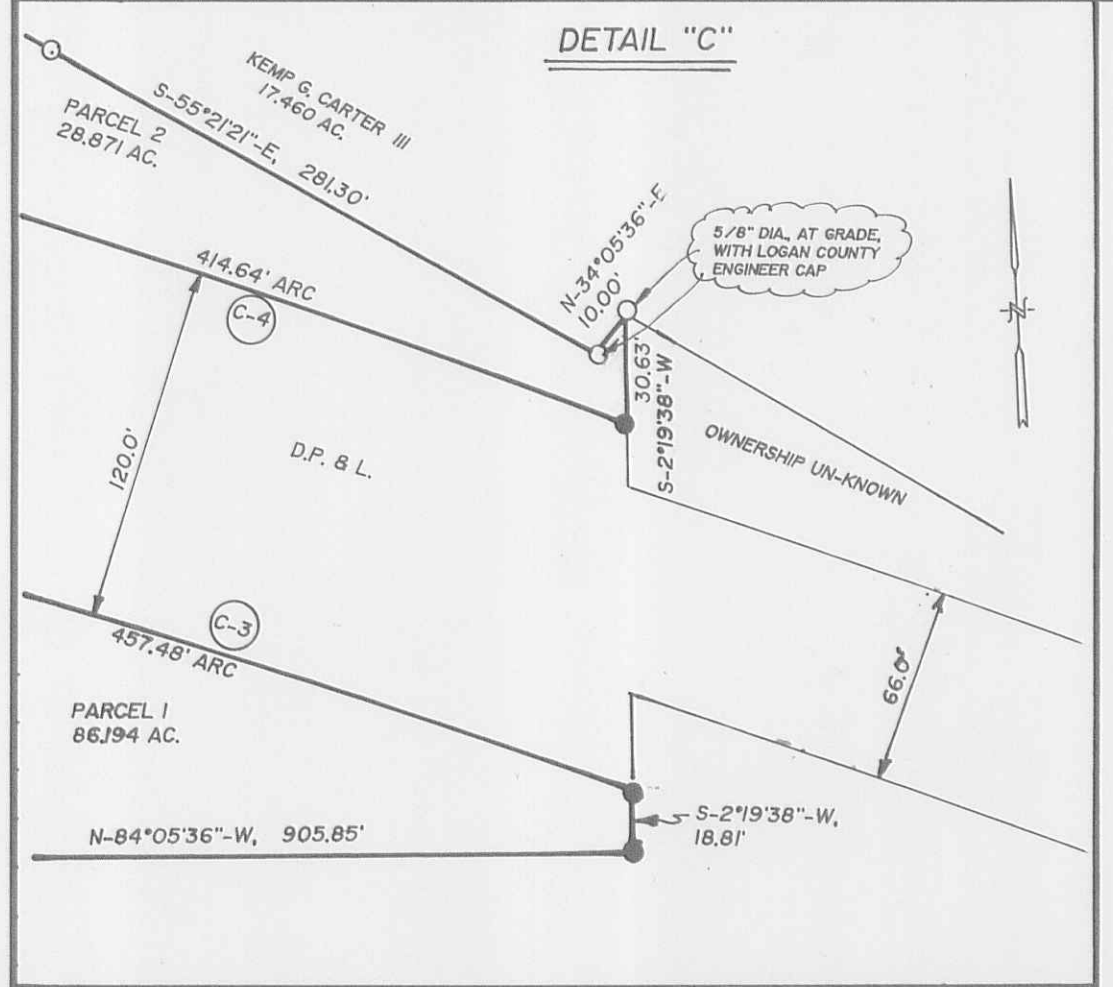 DETAIL "C"
KEMP G. CARTER III
17.460 AC.
PARCEL 2
28.871 AC.
S-55°21'21"-E, 281.30'
N-34°05'36"-E
10.00'
5/8" DIA., AT GRADE,
WITH LOGAN COUNTY
ENGINEER CAP
414.64' ARC
C-4
30.63'
S-2°19'38"-W
N
OWNERSHIP UN-KNOWN
120.0'
D.P. & L.
C-3
457.48' ARC
66.0'
PARCEL 1
86.194 AC.
S-2°19'38"-W,
18.81'
N-84°05'36"-W, 905.85'